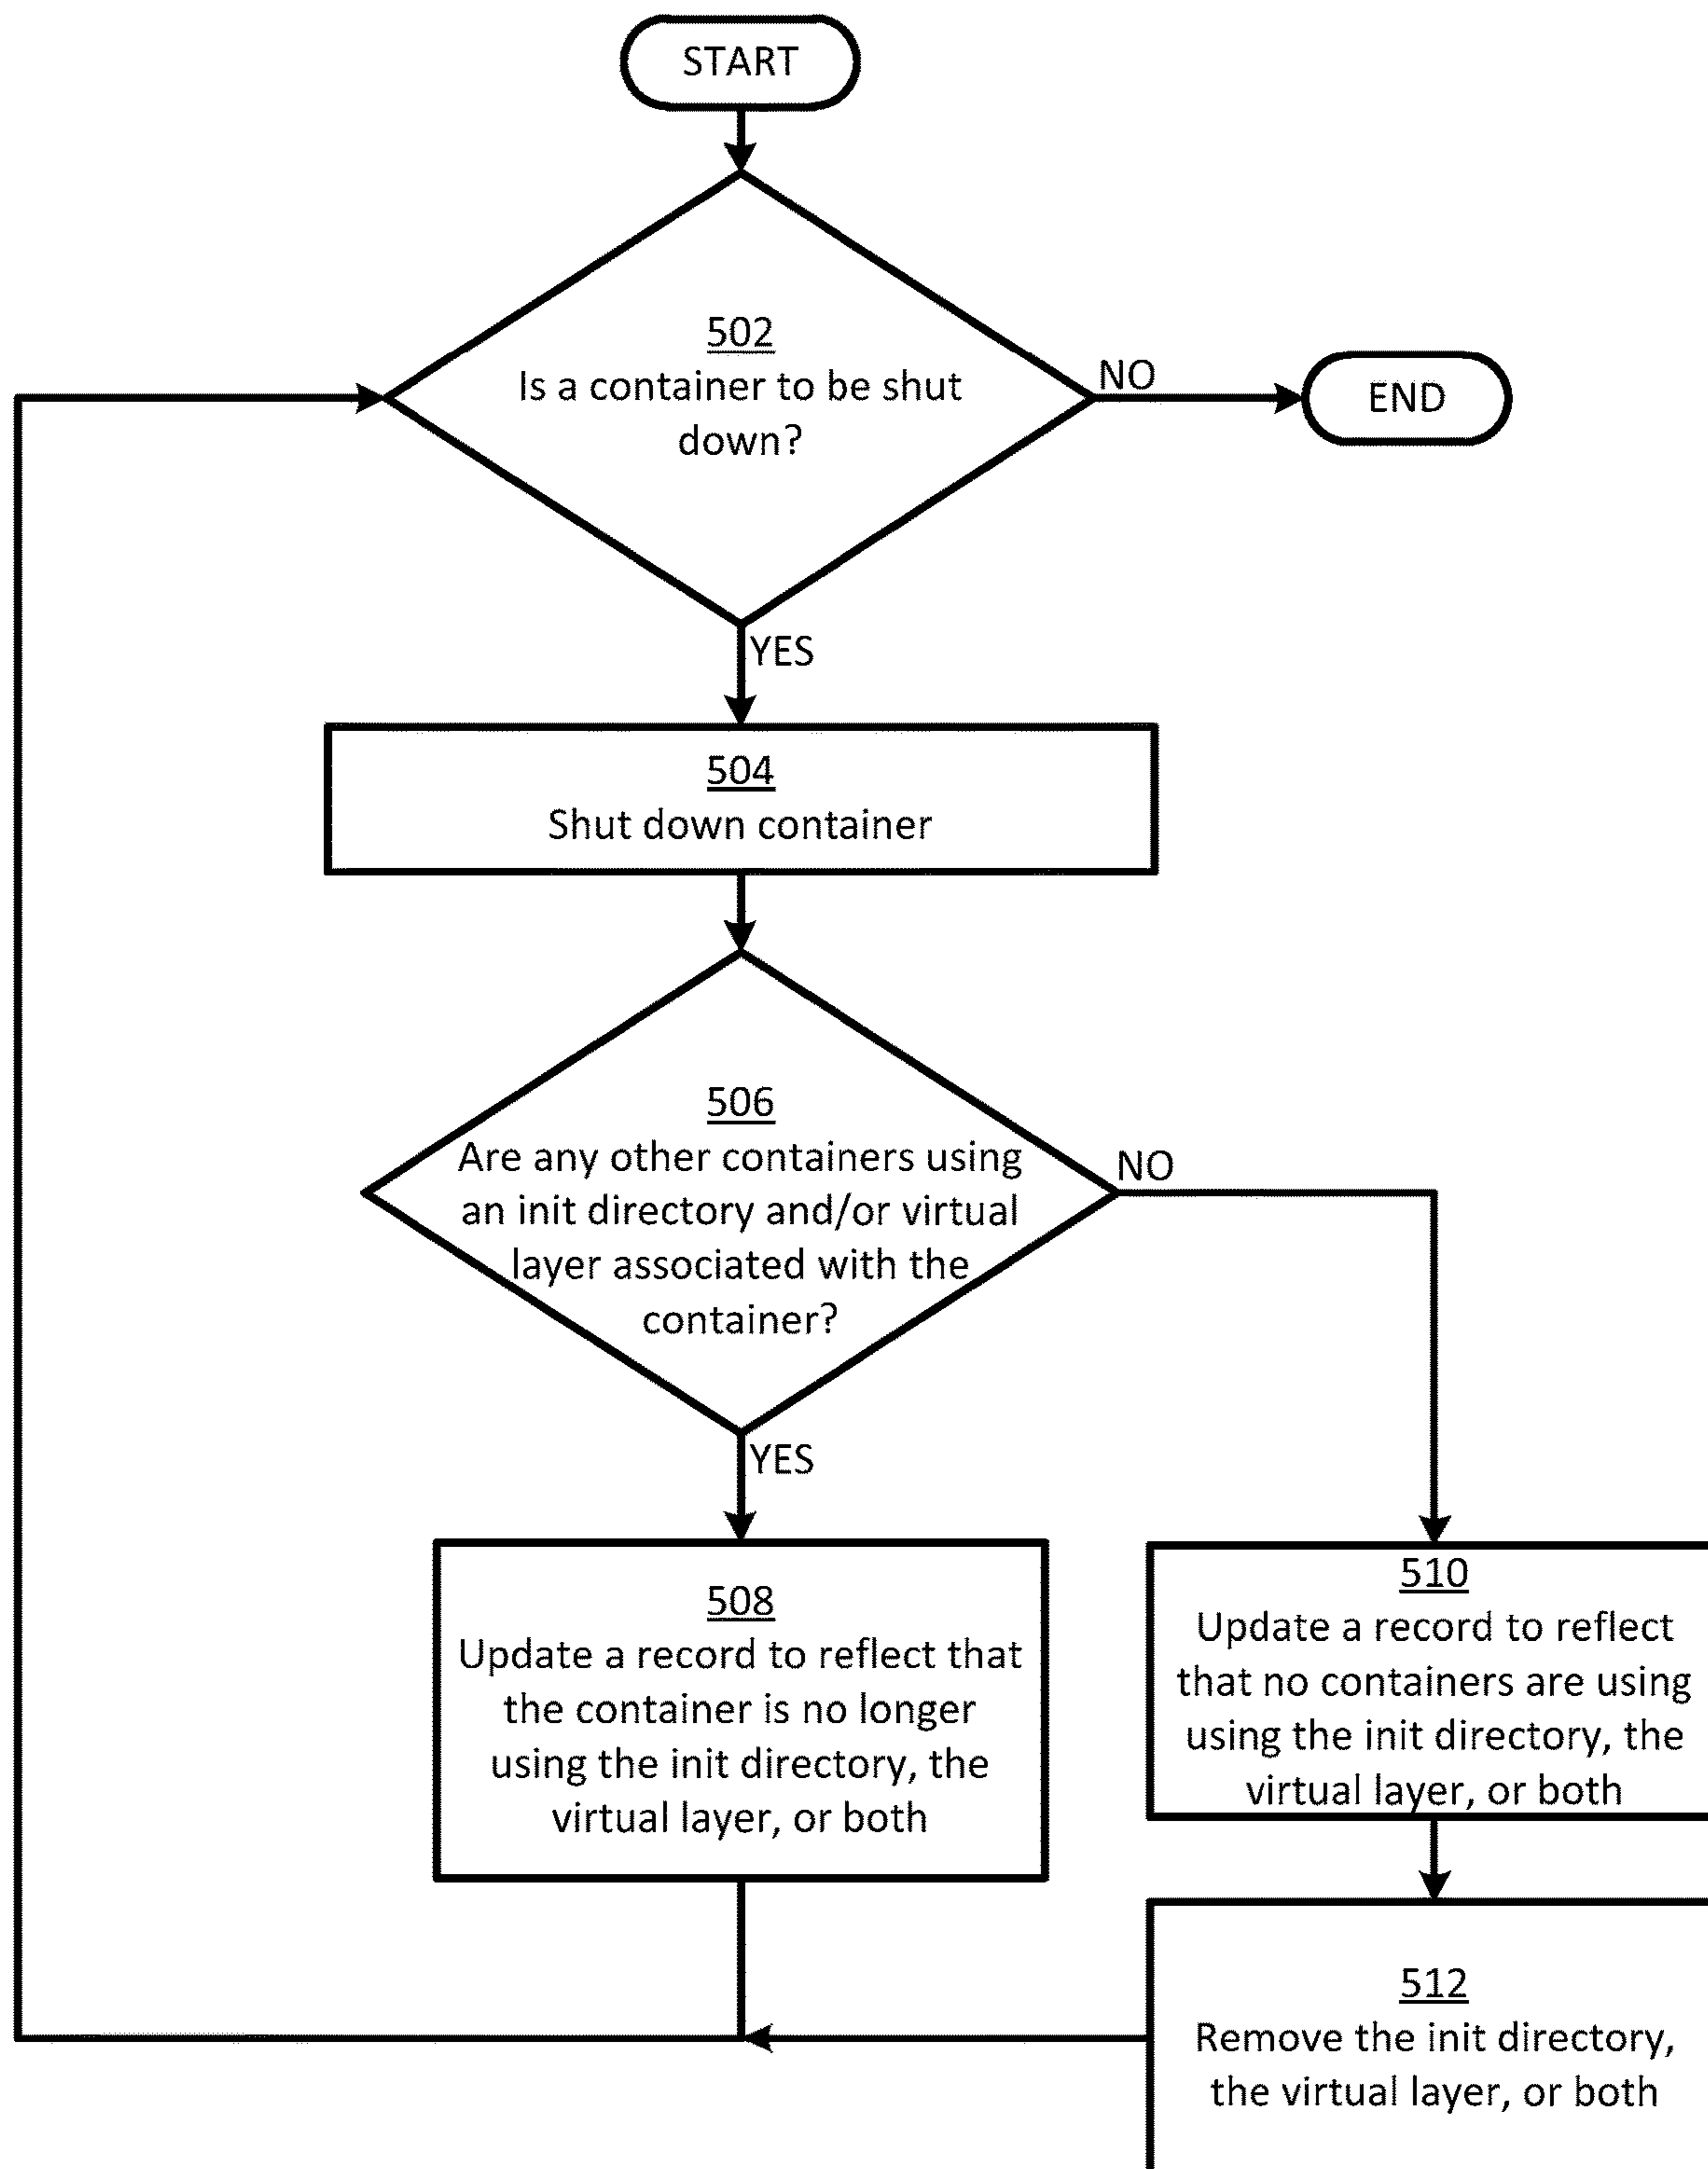 START
502
Is a container to be shut
down?
NO
END
YES
504
Shut down container
506
Are any other containers using
an init directory and/or virtual
layer associated with the
container?
NO
YES
508
Update a record to reflect that
the container is no longer
using the init directory, the
virtual layer, or both
510
Update a record to reflect
that no containers are using
using the init directory, the
virtual layer, or both
512
Remove the init directory,
the virtual layer, or both